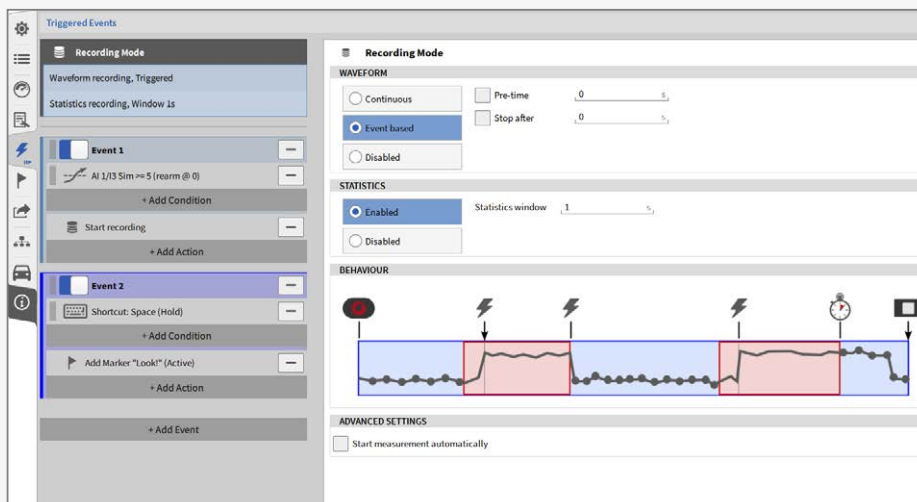 Triggered Events
Recording Mode
Waveform recording, Triggered
Statistics recording, Window 1s
Event 1
AI 1/I3 Sim >= 5 (rearm @ 0)
+ Add Condition
Start recording
+ Add Action
Event 2
Shortcut: Space (Hold)
+ Add Condition
Add Marker "Look!" (Active)
+ Add Action
+ Add Event
Recording Mode
WAVEFORM
Continuous
Pre-time 0 s
Event based
Stop after 0 s
Disabled
STATISTICS
Enabled
Statistics window 1 s
Disabled
BEHAVIOUR
ADVANCED SETTINGS
Start measurement automatically